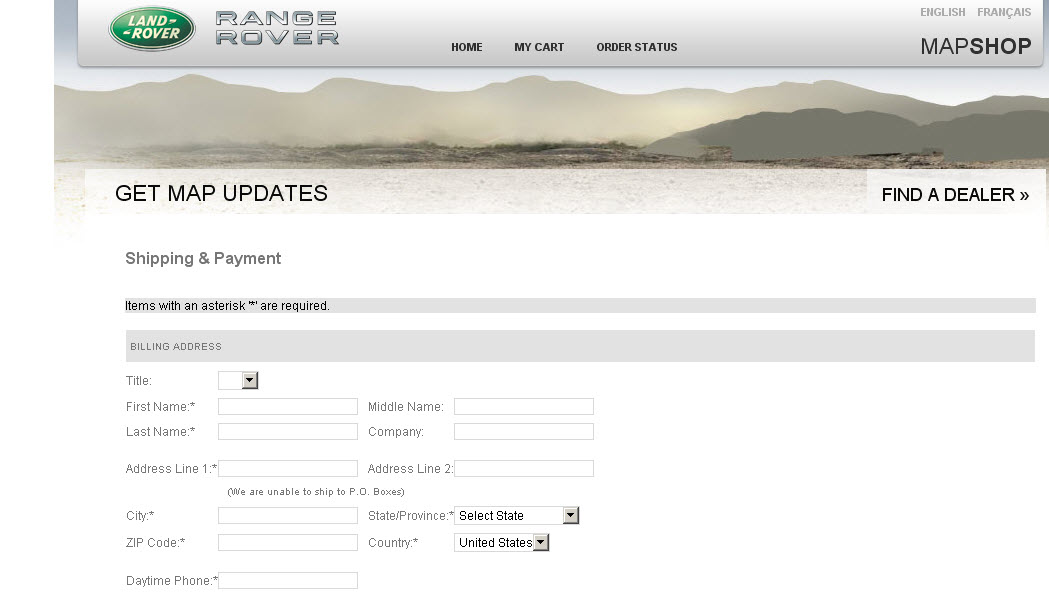 LAND-
-ROVER
RANGE
ROVER
HOME MY CART ORDER STATUS
ENGLISH FRANÇAIS
MAPSHOP
GET MAP UPDATES
FIND A DEALER »
Shipping & Payment
Items with an asterisk '*' are required.
BILLING ADDRESS
Title:
First Name:* Middle Name:
Last Name:* Company:
Address Line 1:* Address Line 2:
(We are unable to ship to P.O. Boxes)
City:* State/Province:* Select State
ZIP Code:* Country:* United States
Daytime Phone:*